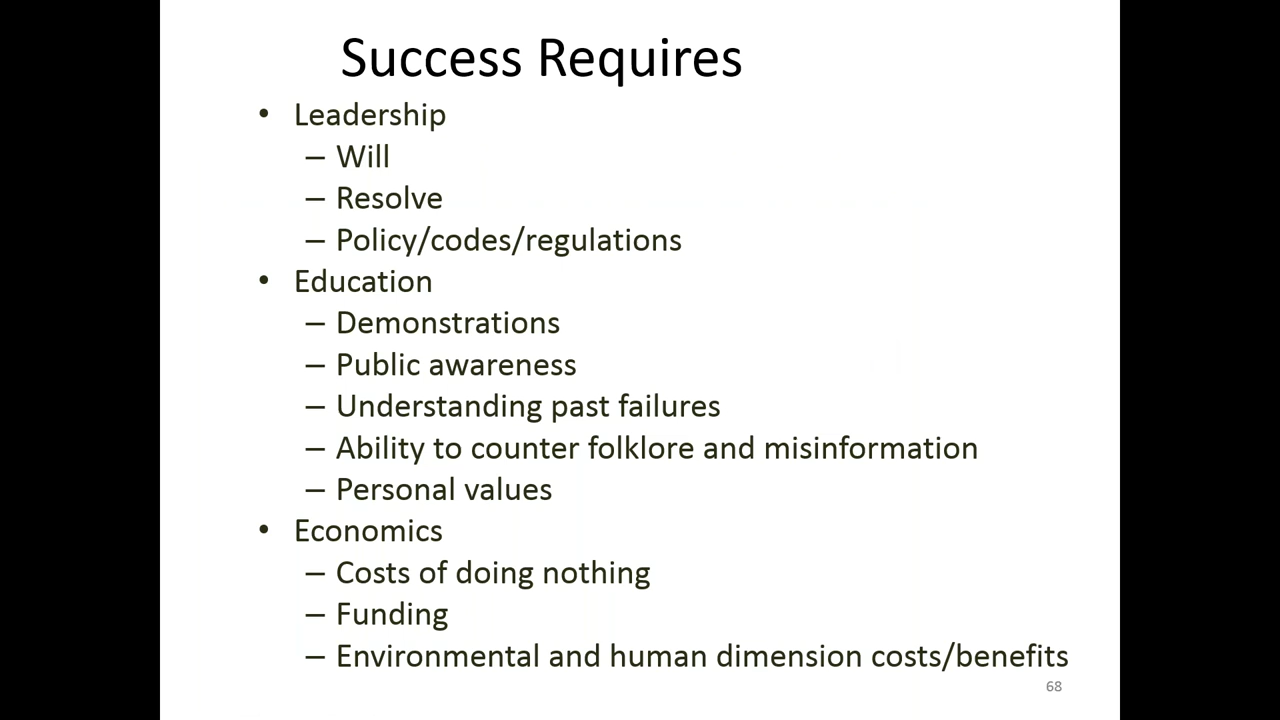 Success Requires
• Leadership
– Will
– Resolve
– Policy/codes/regulations
• Education
– Demonstrations
– Public awareness
– Understanding past failures
– Ability to counter folklore and misinformation
– Personal values
• Economics
– Costs of doing nothing
– Funding
– Environmental and human dimension costs/benefits
68